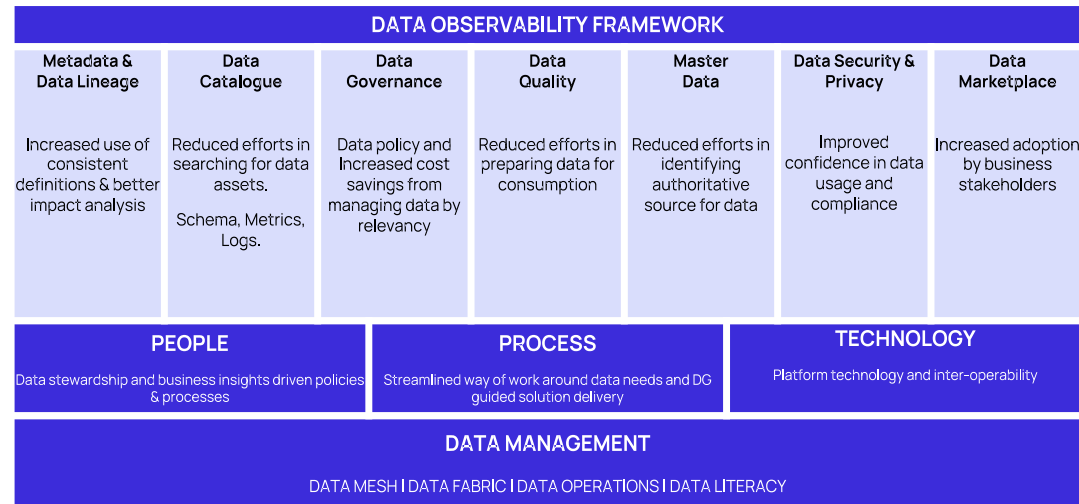 DATA OBSERVABILITY FRAMEWORK
Metadata &
Data Lineage
Increased use of
consistent
definitions & better
impact analysis
Data
Catalogue
Reduced efforts in
searching for data
assets.
Schema, Metrics,
Logs.
Data
Governance
Data policy and
Increased cost
savings from
managing data by
relevancy
Data
Quality
Reduced efforts in
preparing data for
consumption
Master
Data
Reduced efforts in
identifying
authoritative
source for data
Data Security &
Privacy
Improved
confidence in data
usage and
compliance
Data
Marketplace
Increased adoption
by business
stakeholders
PEOPLE
Data stewardship and business insights driven policies
& processes
PROCESS
Streamlined way of work around data needs and DG
guided solution delivery
TECHNOLOGY
Platform technology and inter-operability
DATA MANAGEMENT
DATA MESH I DATA FABRIC I DATA OPERATIONS I DATA LITERACY